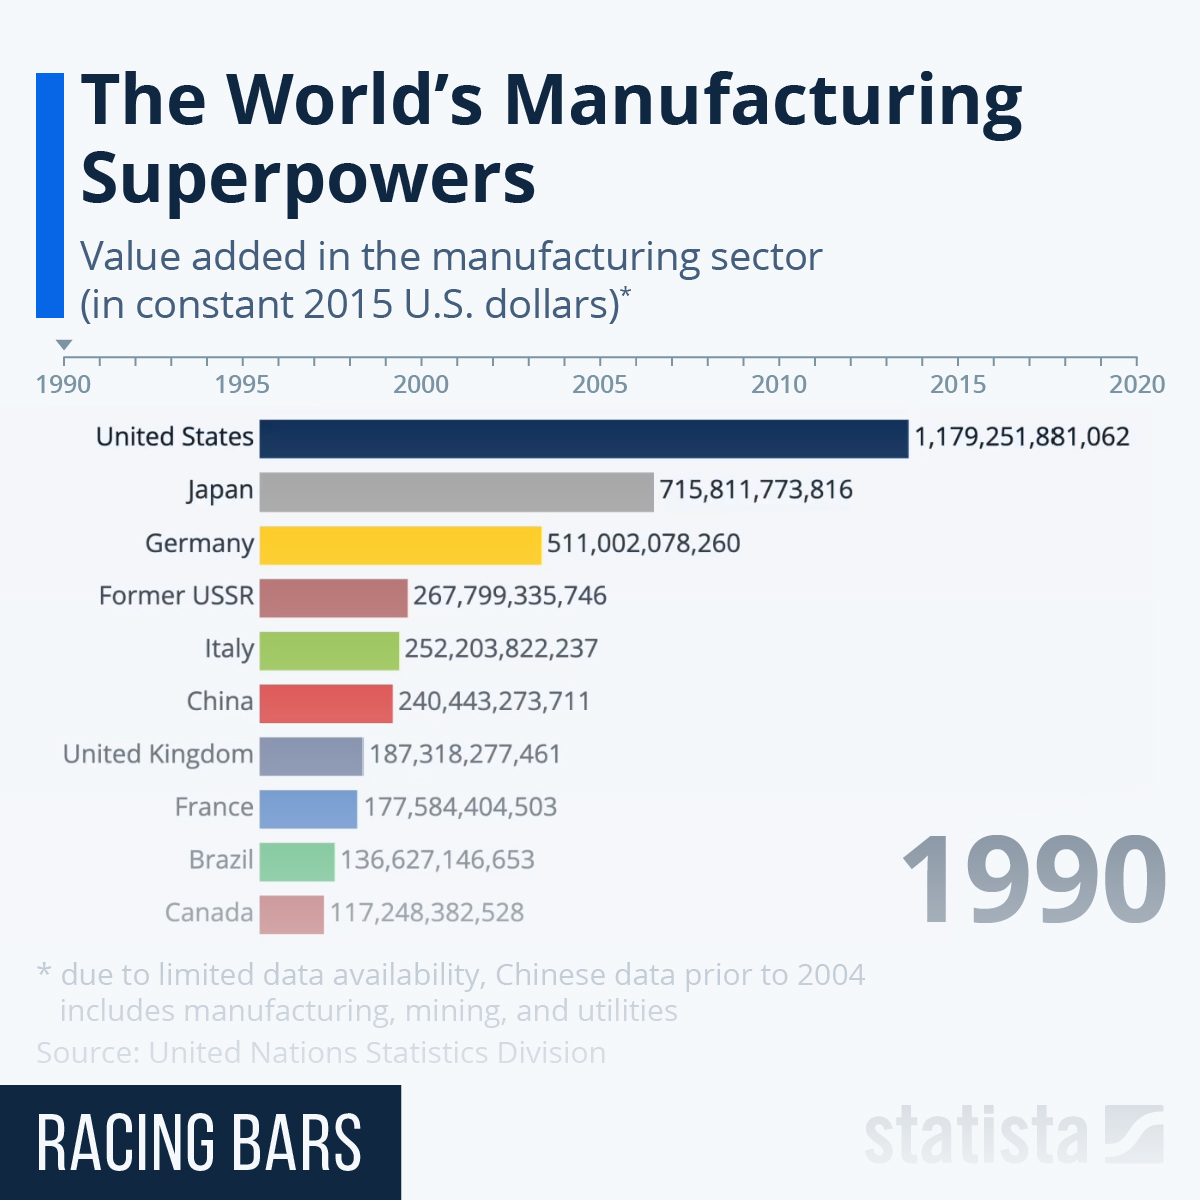 The World’s Manufacturing
Superpowers
Value added in the manufacturing sector
(in constant 2015 U.S. dollars)*
1990 1995 2000 2005 2010 2015 2020
United States 1,179,251,881,062
Japan 715,811,773,816
Germany 511,002,078,260
Former USSR 267,799,335,746
Italy 252,203,822,237
China 240,443,273,711
United Kingdom 187,318,277,461
France 177,584,404,503
Brazil 136,627,146,653
Canada 117,248,382,528
1990
* due to limited data availability, Chinese data prior to 2004
includes manufacturing, mining, and utilities
Source: United Nations Statistics Division
RACING BARS
statista